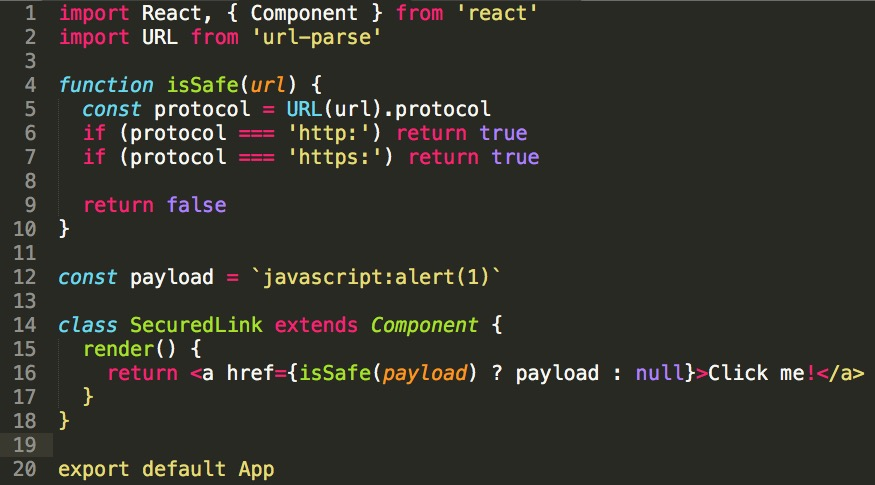 1 import React, { Component } from 'react'
2 import URL from 'url-parse'
3
4 function isSafe(url) {
5   const protocol = URL(url).protocol
6   if (protocol === 'http:') return true
7   if (protocol === 'https:') return true
8
9   return false
10 }
11
12 const payload = `javascript:alert(1)`
13
14 class SecuredLink extends Component {
15   render() {
16     return <a href={isSafe(payload) ? payload : null}>Click me!</a>
17   }
18 }
19
20 export default App